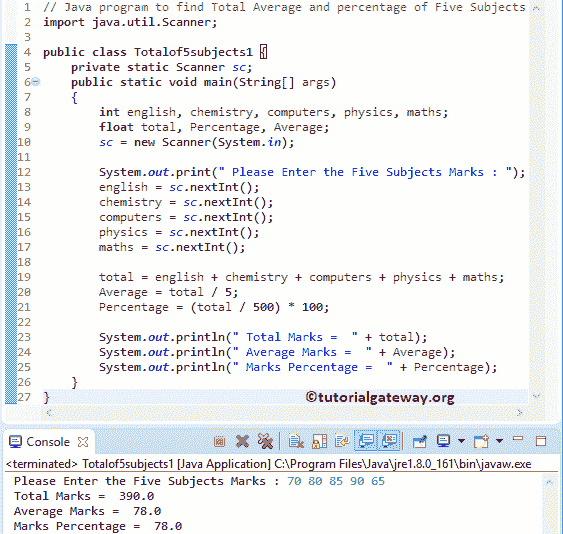 1 // Java program to find Total Average and percentage of Five Subjects
2 import java.util.Scanner;
3
4 public class Totalof5subjects1 {
5     private static Scanner sc;
6     public static void main(String[] args)
7     {
8         int english, chemistry, computers, physics, maths;
9         float total, Percentage, Average;
10         sc = new Scanner(System.in);
11
12         System.out.print(" Please Enter the Five Subjects Marks : ");
13         english = sc.nextInt();
14         chemistry = sc.nextInt();
15         computers = sc.nextInt();
16         physics = sc.nextInt();
17         maths = sc.nextInt();
18
19         total = english + chemistry + computers + physics + maths;
20         Average = total / 5;
21         Percentage = (total / 500) * 100;
22
23         System.out.println(" Total Marks =  " + total);
24         System.out.println(" Average Marks =  " + Average);
25         System.out.println(" Marks Percentage =  " + Percentage);
26     }
27 }
©tutorialgateway.org
Console
<terminated> Totalof5subjects1 [Java Application] C:\Program Files\Java\jre1.8.0_161\bin\javaw.exe
Please Enter the Five Subjects Marks : 70 80 85 90 65
Total Marks =  390.0
Average Marks =  78.0
Marks Percentage =  78.0